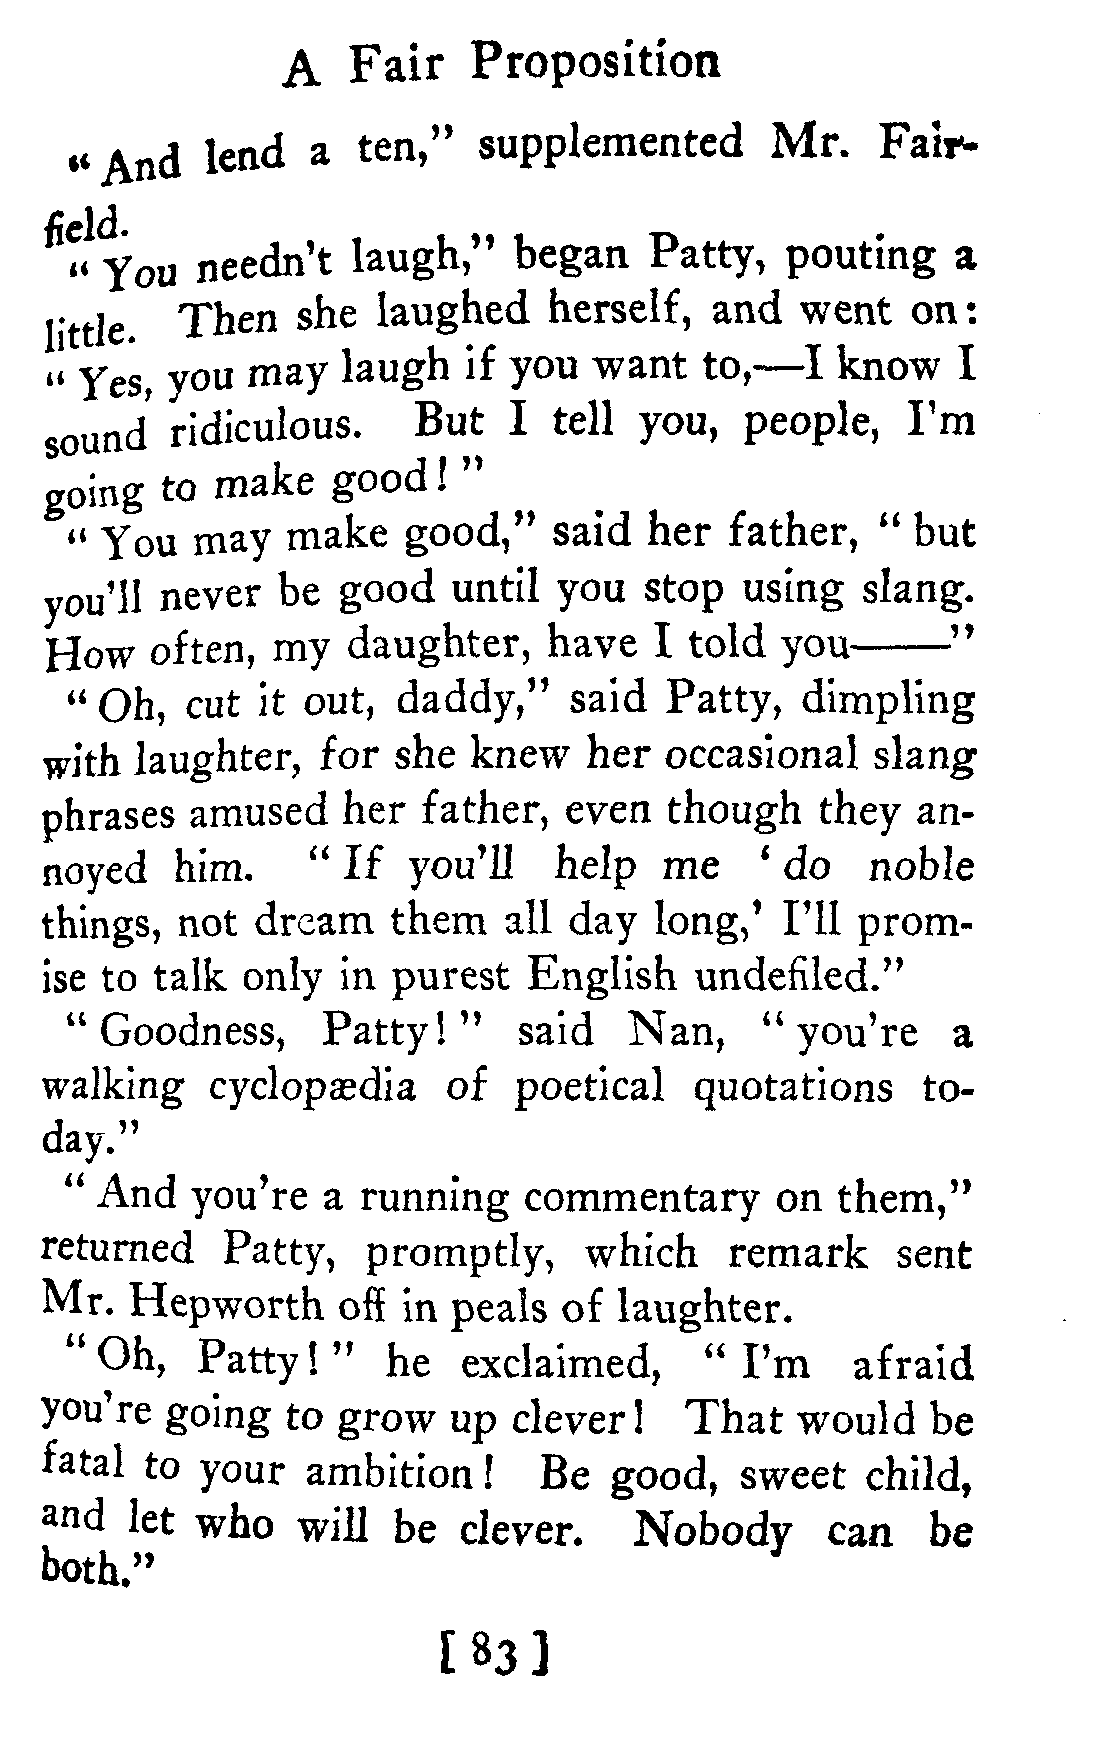 A Fair Proposition
“And lend a ten,” supplemented Mr. Fair-
field.
“You needn’t laugh,” began Patty, pouting a
little. Then she laughed herself, and went on:
“Yes, you may laugh if you want to,—I know I
sound ridiculous. But I tell you, people, I’m
going to make good!”
“You may make good,” said her father, “but
you’ll never be good until you stop using slang.
How often, my daughter, have I told you——”
“Oh, cut it out, daddy,” said Patty, dimpling
with laughter, for she knew her occasional slang
phrases amused her father, even though they an-
noyed him. “If you’ll help me ‘do noble
things, not dream them all day long,’ I’ll prom-
ise to talk only in purest English undefiled.”
“Goodness, Patty!” said Nan, “you’re a
walking cyclopædia of poetical quotations to-
day.”
“And you’re a running commentary on them,”
returned Patty, promptly, which remark sent
Mr. Hepworth off in peals of laughter.
“Oh, Patty!” he exclaimed, “I’m afraid
you’re going to grow up clever! That would be
fatal to your ambition! Be good, sweet child,
and let who will be clever. Nobody can be
both.”
[ 83 ]